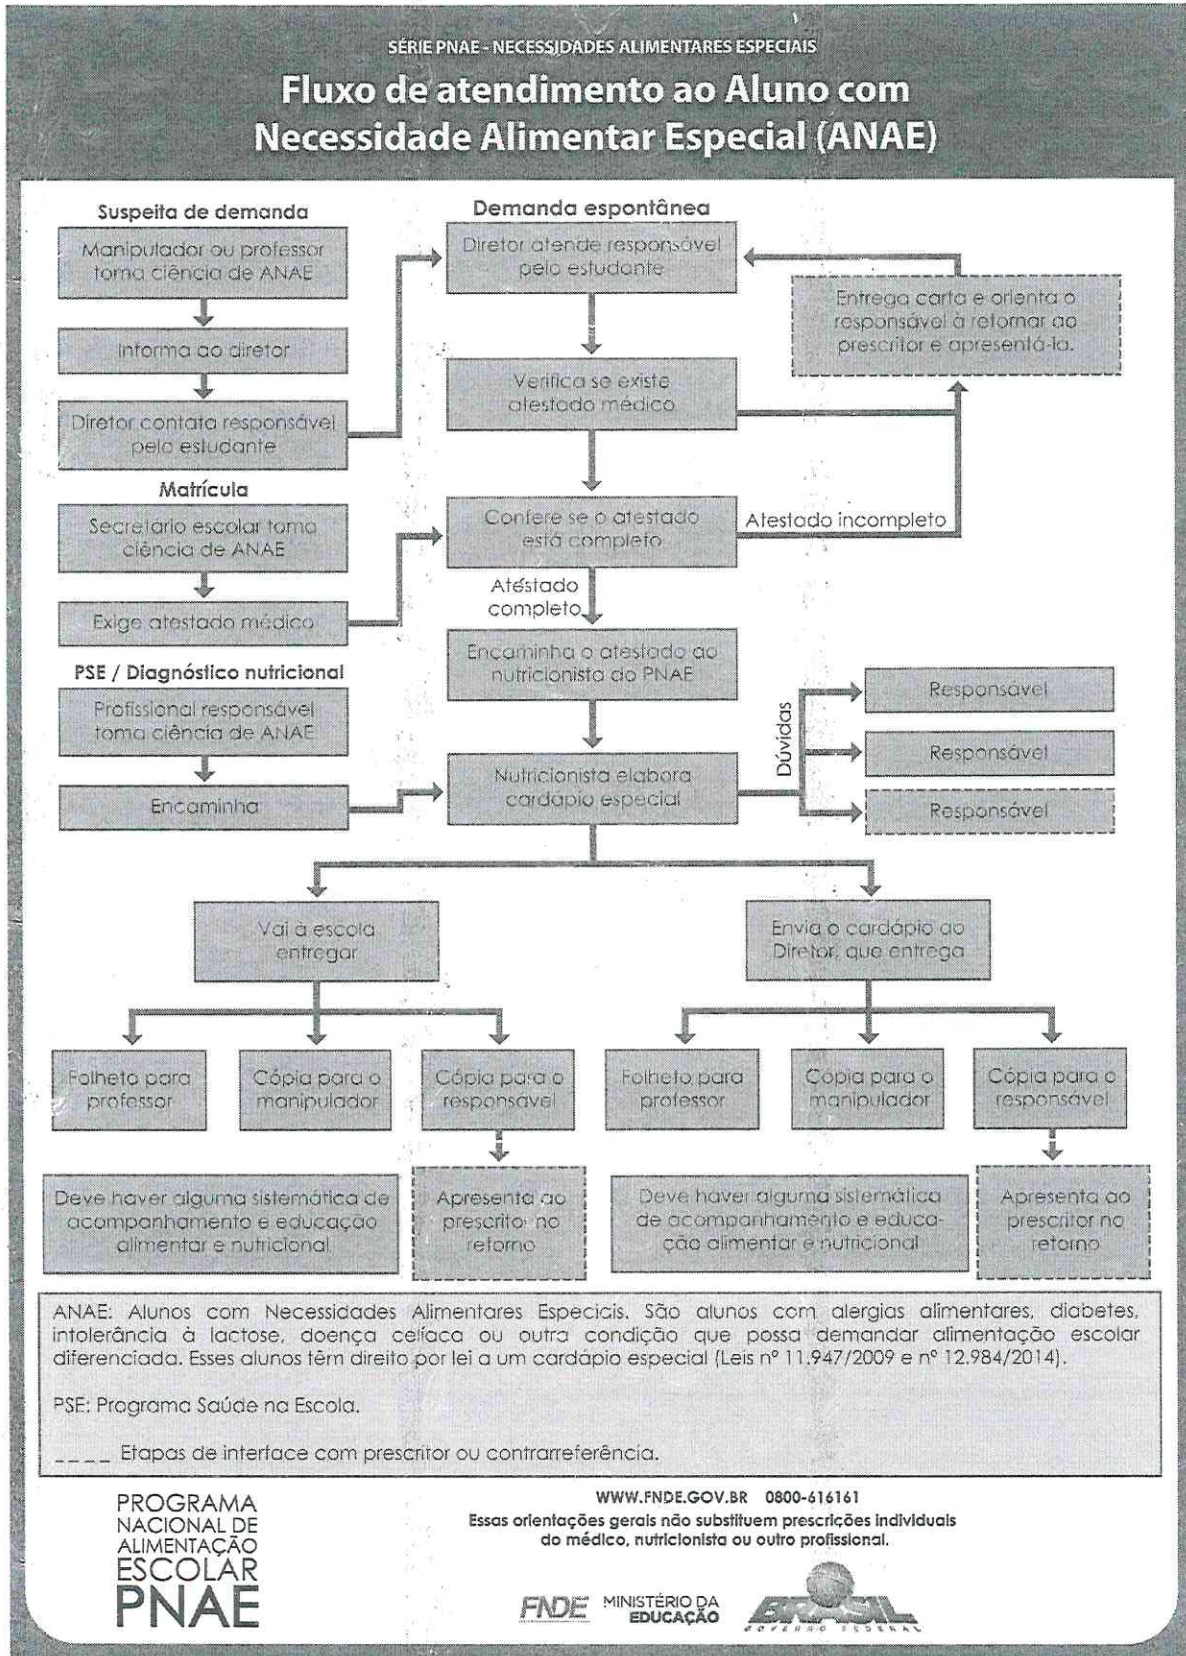 SÉRIE PNAE - NECESSIDADES ALIMENTARES ESPECIAIS
Fluxo de atendimento ao Aluno com
Necessidade Alimentar Especial (ANAE)
Suspeita de demanda
Manipulador ou professor
toma ciência de ANAE
Informa ao diretor
Diretor contata responsável
pelo estudante
Matrícula
Secretário escolar toma
ciência de ANAE
Exige atestado médico
PSE / Diagnóstico nutricional
Profissional responsável
toma ciência de ANAE
Encaminha
Demanda espontânea
Diretor atende responsável
pelo estudante
Verifica se existe
atestado médico
Confere se o atestado
está completo
Atestado
completo
Encaminha o atestado ao
nutricionista do PNAE
Nutricionista elabora
cardápio especial
Entrega carta e orienta o
responsável à retornar ao
prescritor e apresentá-la.
Atestado incompleto
Dúvidas
Responsável
Responsável
Responsável
Vai à escola
entregar
Folheto para
professor
Cópia para o
manipulador
Cópia para o
responsável
Deve haver alguma sistemática de
acompanhamento e educação
alimentar e nutricional
Apresenta ao
prescritor no
retorno
Envia o cardápio ao
Diretor, que entrega
Folheto para
professor
Cópia para o
manipulador
Cópia para o
responsável
Deve haver alguma sistemática
de acompanhamento e educa-
ção alimentar e nutricional
Apresenta ao
prescritor no
retorno
ANAE: Alunos com Necessidades Alimentares Especiais. São alunos com alergias alimentares, diabetes,
intolerância à lactose, doença celíaca ou outra condição que possa demandar alimentação escolar
diferenciada. Esses alunos têm direito por lei a um cardápio especial (Leis nº 11.947/2009 e nº 12.984/2014).
PSE: Programa Saúde na Escola.
_ _ _ _ Etapas de interface com prescritor ou contrarreferência.
PROGRAMA
NACIONAL DE
ALIMENTAÇÃO
ESCOLAR
PNAE
WWW.FNDE.GOV.BR 0800-616161
Essas orientações gerais não substituem prescrições individuais
do médico, nutricionista ou outro profissional.
FNDE
MINISTÉRIO DA
EDUCAÇÃO
BRASIL
GOVERNO FEDERAL